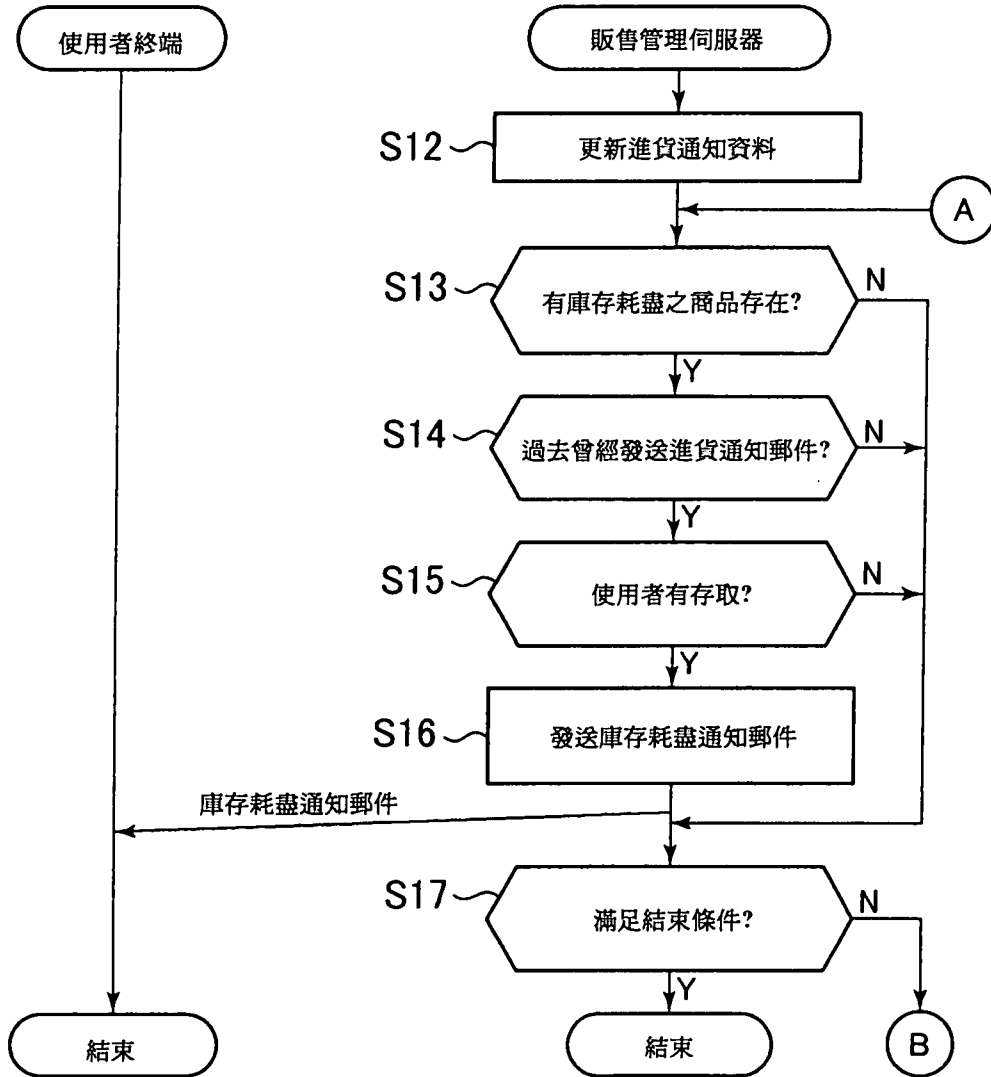 使用者終端
販售管理伺服器
S12
更新進貨通知資料
A
S13
有庫存耗盡之商品存在?
N
Y
S14
過去曾經發送進貨通知郵件?
N
Y
S15
使用者有存取?
N
Y
S16
發送庫存耗盡通知郵件
庫存耗盡通知郵件
S17
滿足結束條件?
N
Y
結束
結束
B